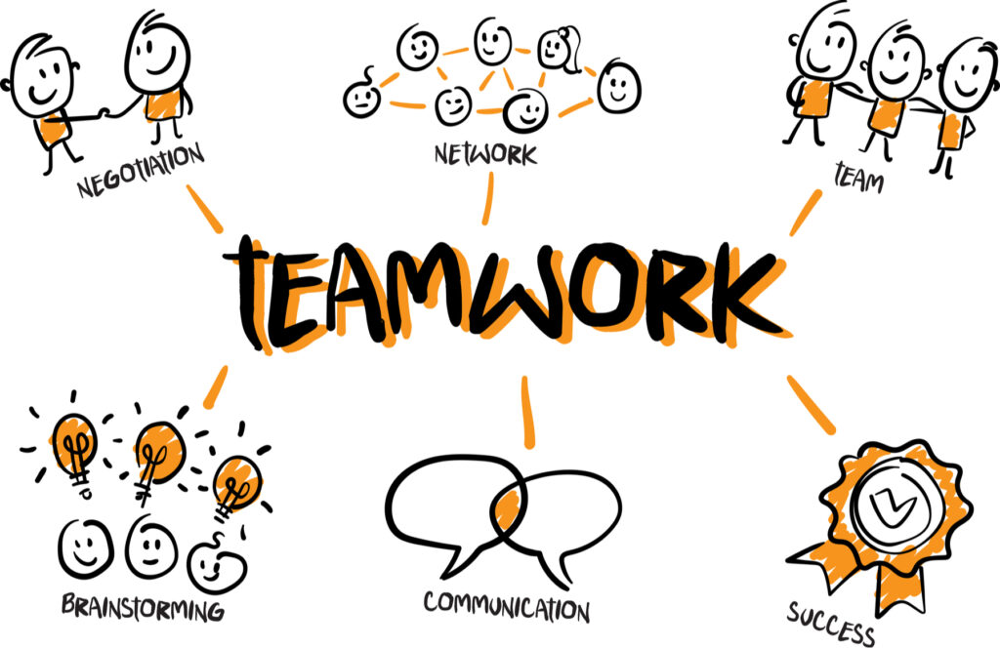 NEGOTIATION
NETWORK
TEAM
TEAMWORK
BRAINSTORMING
COMMUNICATION
SUCCESS